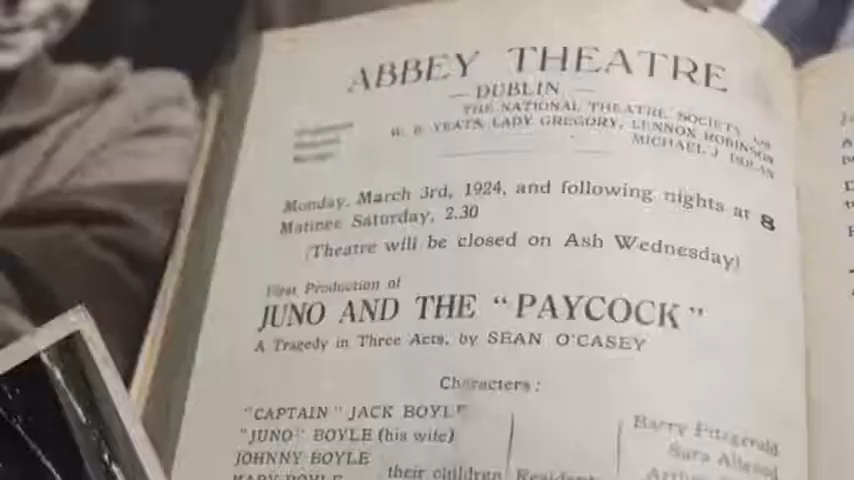 ABBEY THEATRE
— DUBLIN —
THE NATIONAL THEATRE SOCIETY
W. B. YEATS, LADY GREGORY, LENNOX ROBINSON
MICHAEL J DOLAN
Monday, March 3rd, 1924, and following nights at 8
Matinee Saturday, 2.30
(Theatre will be closed on Ash Wednesday)
First Production of
JUNO AND THE “PAYCOCK”
A Tragedy in Three Acts, by SEAN O'CASEY
Characters :
"CAPTAIN" JACK BOYLE Barry Fitzgerald
"JUNO" BOYLE (his wife) Sara Allgood
JOHNNY BOYLE
MARY BOYLE their children Residents